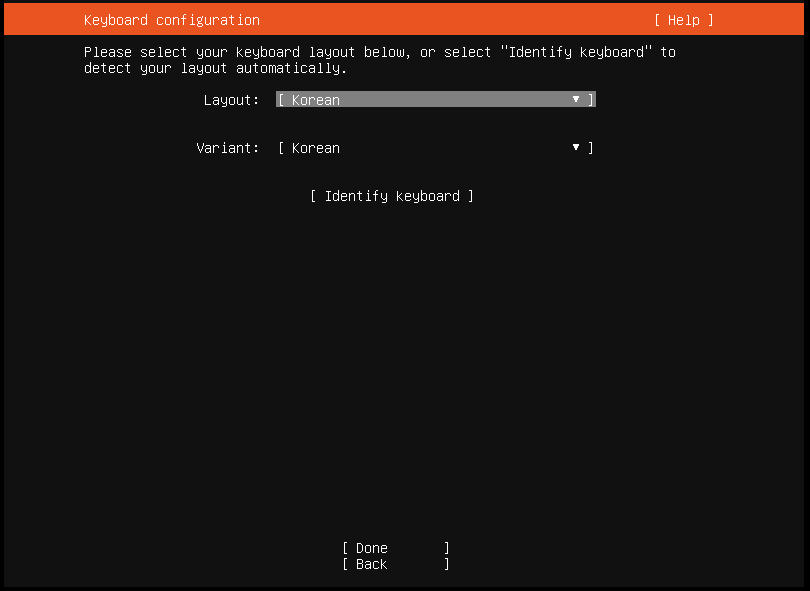 Keyboard configuration [ Help ]
Please select your keyboard layout below, or select "Identify keyboard" to
detect your layout automatically.
Layout: [ Korean ▼ ]
Variant: [ Korean ▼ ]
[ Identify keyboard ]
[ Done ]
[ Back ]